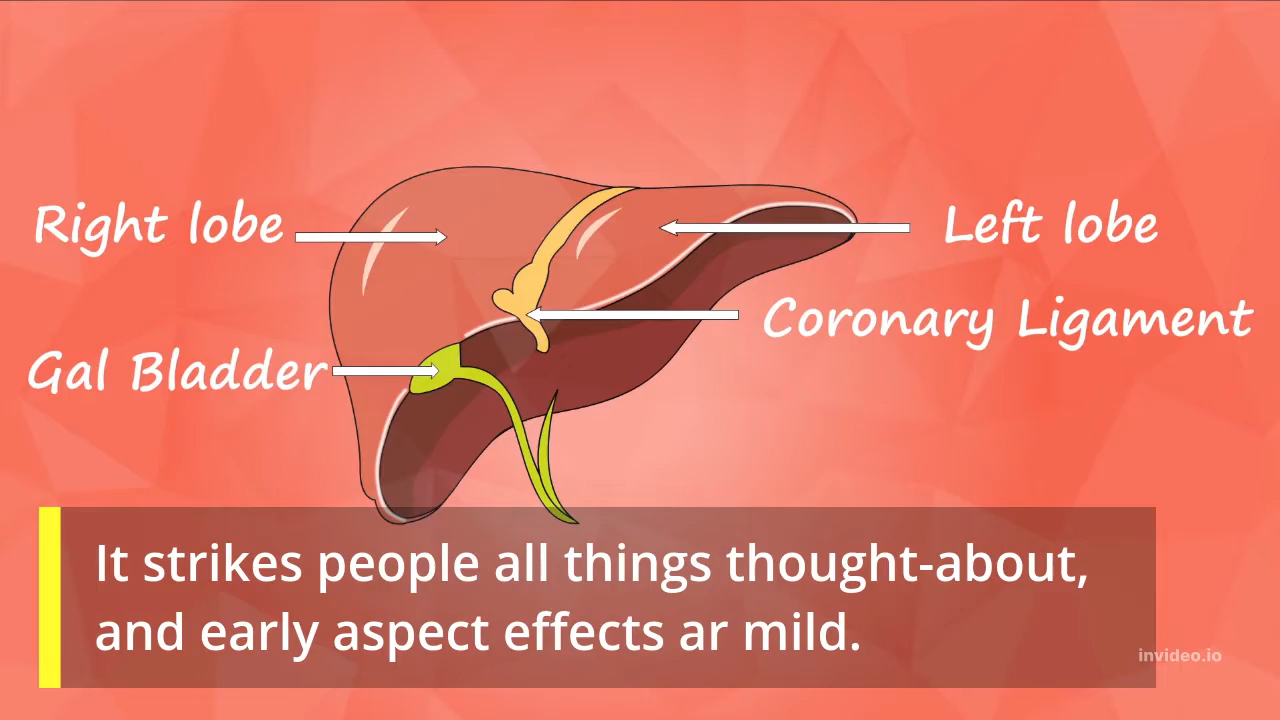 Right lobe
Left lobe
Coronary Ligament
Gal Bladder
It strikes people all things thought-about,
and early aspect effects ar mild.
invideo.io